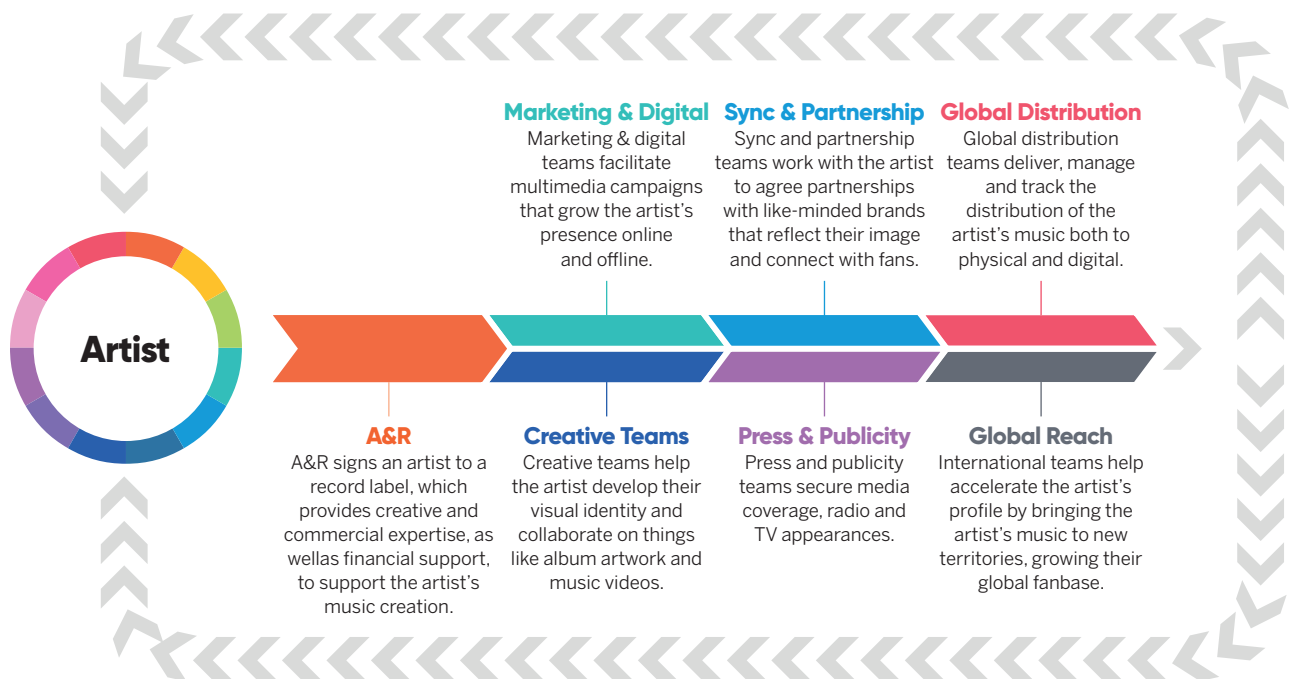 Marketing & Digital
Marketing & digital
teams facilitate
multimedia campaigns
that grow the artist's
presence online
and offline.
Sync & Partnership
Sync and partnership
teams work with the artist
to agree partnerships
with like-minded brands
that reflect their image
and connect with fans.
Global Distribution
Global distribution
teams deliver, manage
and track the
distribution of the
artist's music both to
physical and digital.
Artist
A&R
A&R signs an artist to a
record label, which
provides creative and
commercial expertise, as
wellas financial support,
to support the artist's
music creation.
Creative Teams
Creative teams help
the artist develop their
visual identity and
collaborate on things
like album artwork and
music videos.
Press & Publicity
Press and publicity
teams secure media
coverage, radio and
TV appearances.
Global Reach
International teams help
accelerate the artist's
profile by bringing the
artist's music to new
territories, growing their
global fanbase.